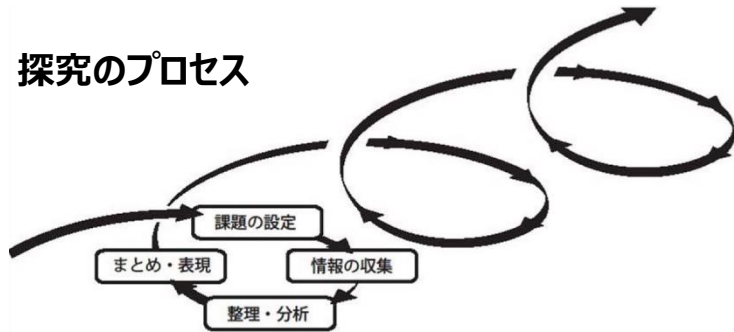 探究のプロセス
課題の設定
情報の収集
整理・分析
まとめ・表現